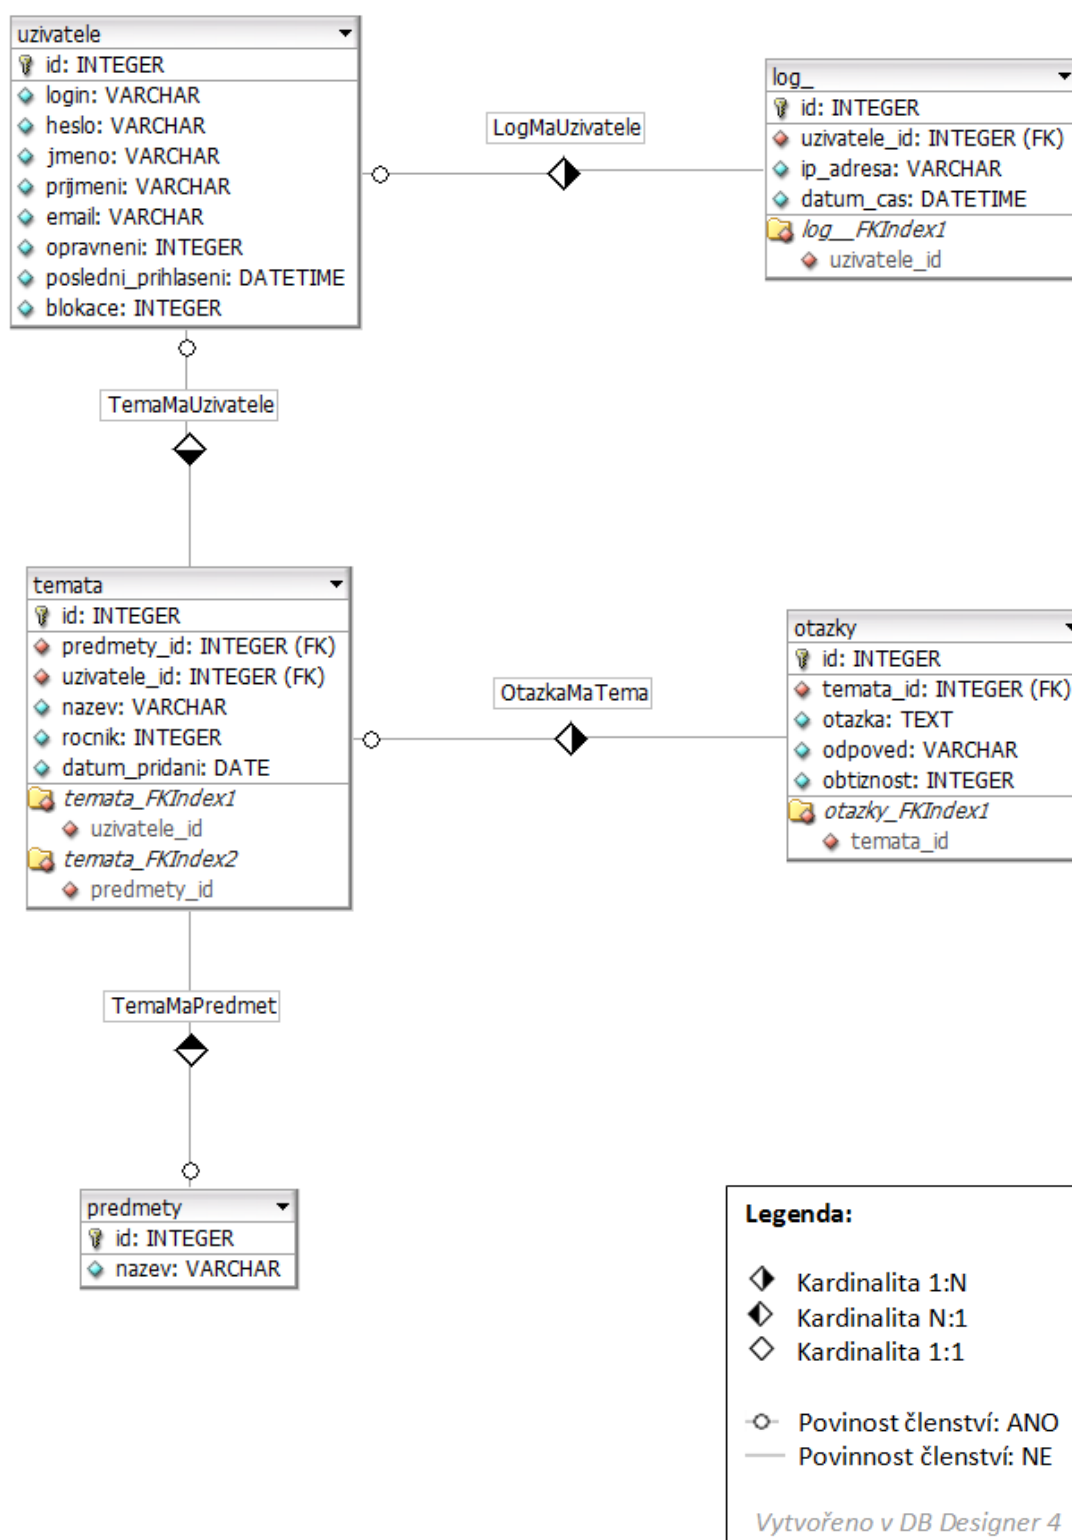 uzivatele
id: INTEGER
login: VARCHAR
heslo: VARCHAR
jmeno: VARCHAR
prijmeni: VARCHAR
email: VARCHAR
opravneni: INTEGER
posledni_prihlaseni: DATETIME
blokace: INTEGER
LogMaUzivatele
log_
id: INTEGER
uzivatele_id: INTEGER (FK)
ip_adresa: VARCHAR
datum_cas: DATETIME
log__FKIndex1
uzivatele_id
TemaMaUzivatele
temata
id: INTEGER
predmety_id: INTEGER (FK)
uzivatele_id: INTEGER (FK)
nazev: VARCHAR
rocnik: INTEGER
datum_pridani: DATE
temata_FKIndex1
uzivatele_id
temata_FKIndex2
predmety_id
OtazkaMaTema
otazky
id: INTEGER
temata_id: INTEGER (FK)
otazka: TEXT
odpoved: VARCHAR
obtiznost: INTEGER
otazky_FKIndex1
temata_id
TemaMaPredmet
predmety
id: INTEGER
nazev: VARCHAR
Legenda:
Kardinalita 1:N
Kardinalita N:1
Kardinalita 1:1
Povinost členství: ANO
Povinnost členství: NE
Vytvořeno v DB Designer 4